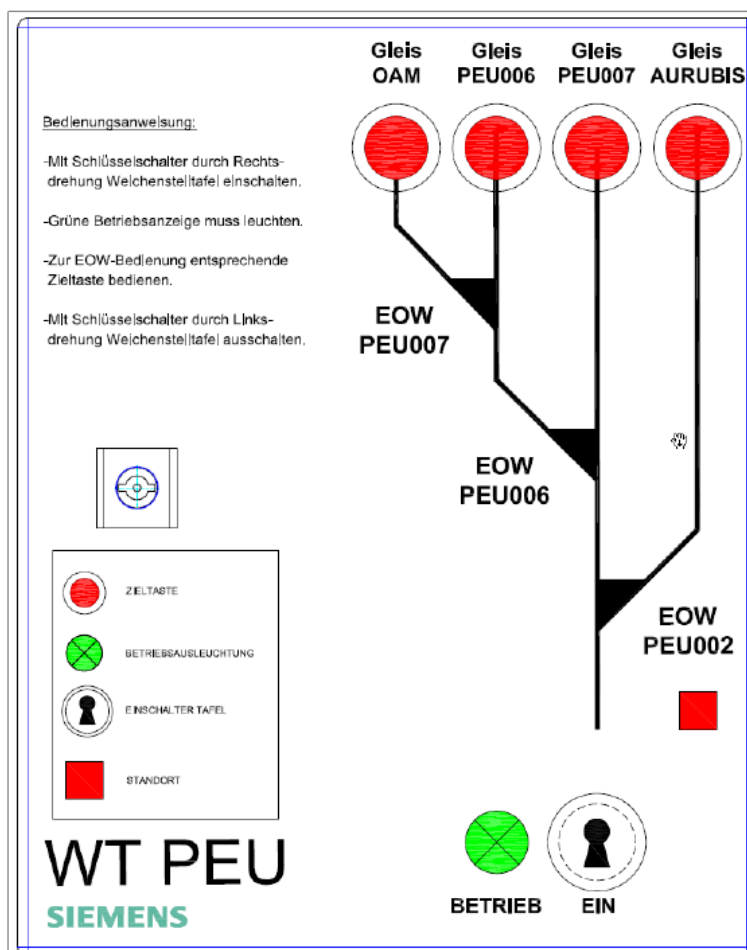 Gleis OAM
Gleis PEU006
Gleis PEU007
Gleis AURUBIS
Bedienungsanweisung:
-Mit Schlüsselschalter durch Rechts-
drehung Weichenstelltafel einschalten.
-Grüne Betriebsanzeige muss leuchten.
-Zur EOW-Bedienung entsprechende
Zieltaste bedienen.
-Mit Schlüsselschalter durch Links-
drehung Weichenstelltafel ausschalten.
EOW
PEU007
EOW
PEU006
EOW
PEU002
ZIELTASTE
BETRIEBSAUSLEUCHTUNG
EINSCHALTER TAFEL
STANDORT
WT PEU
SIEMENS
BETRIEB
EIN